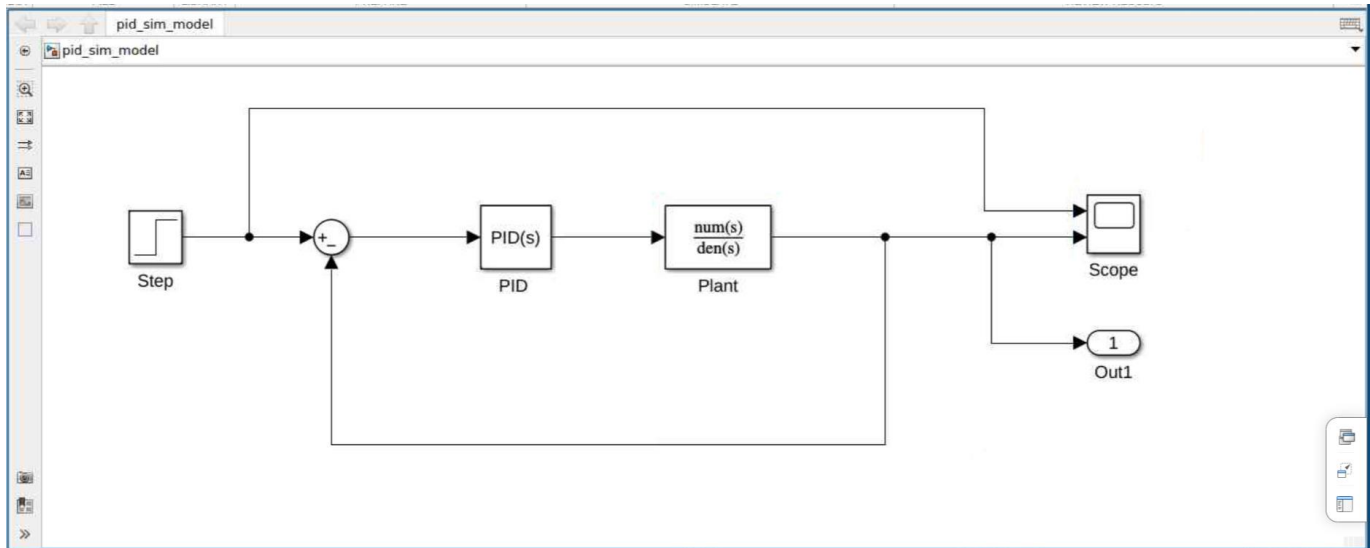 pid_sim_model
pid_sim_model
+
−
PID(s)
num(s)
den(s)
Step
PID
Plant
Scope
1
Out1